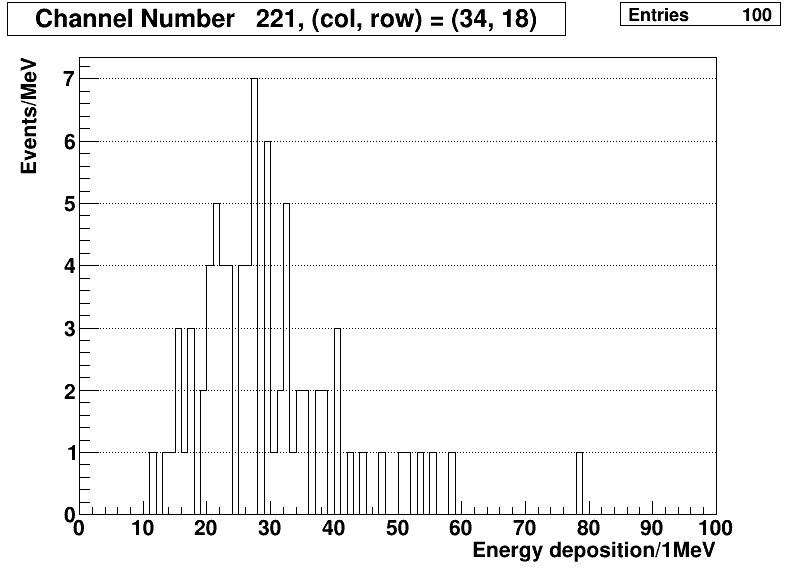 Channel Number 221, (col, row) = (34, 18)
Entries 100
Events/MeV
7
6
5
4
3
2
1
0
0 10 20 30 40 50 60 70 80 90 100
Energy deposition/1MeV